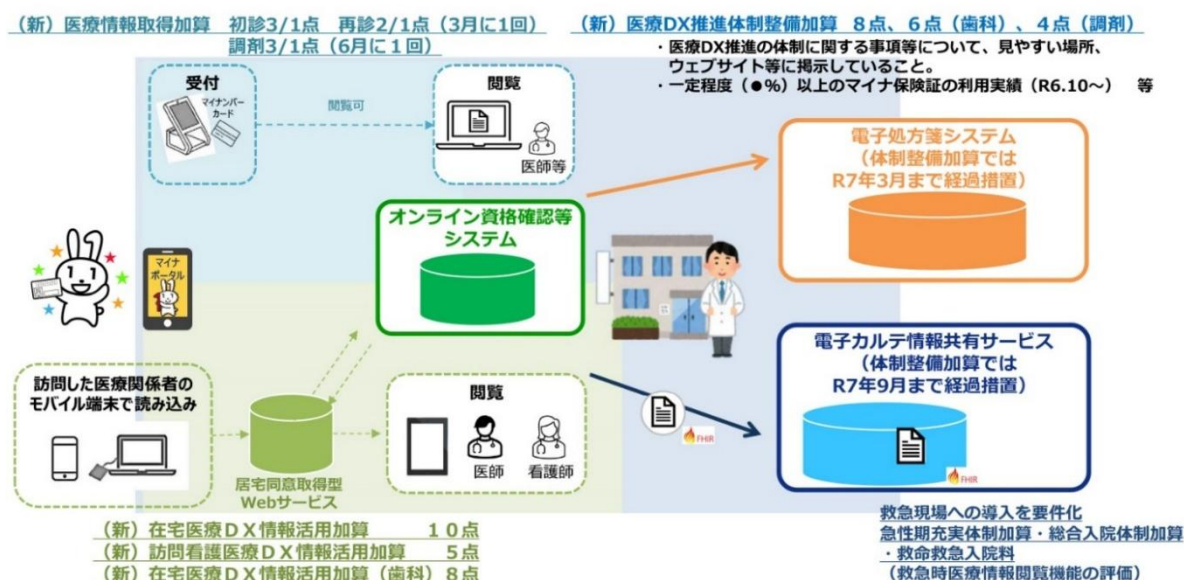 （新）医療情報取得加算　初診3/1点　再診2/1点（3月に1回）
調剤3/1点（6月に１回）
（新）医療DX推進体制整備加算　８点、６点（歯科）、４点（調剤）
・医療DX推進の体制に関する事項等について、見やすい場所、
ウェブサイト等に掲示していること。
・一定程度（●％）以上のマイナ保険証の利用実績（R6.10～）　等
受付
マイナンバー
カード
閲覧可
閲覧
医師等
オンライン資格確認等
システム
電子処方箋システム
（体制整備加算では
R7年3月まで経過措置）
マイナ
ポータル
電子カルテ情報共有サービス
（体制整備加算では
R7年9月まで経過措置）
FHIR
FHIR
訪問した医療関係者の
モバイル端末で読み込み
居宅同意取得型
Webサービス
閲覧
医師
看護師
（新）在宅医療ＤＸ情報活用加算　　　１０点
（新）訪問看護医療ＤＸ情報活用加算　　５点
（新）在宅医療ＤＸ情報活用加算（歯科）８点
救急現場への導入を要件化
急性期充実体制加算・総合入院体制加算
・救命救急入院料
（救急時医療情報閲覧機能の評価）